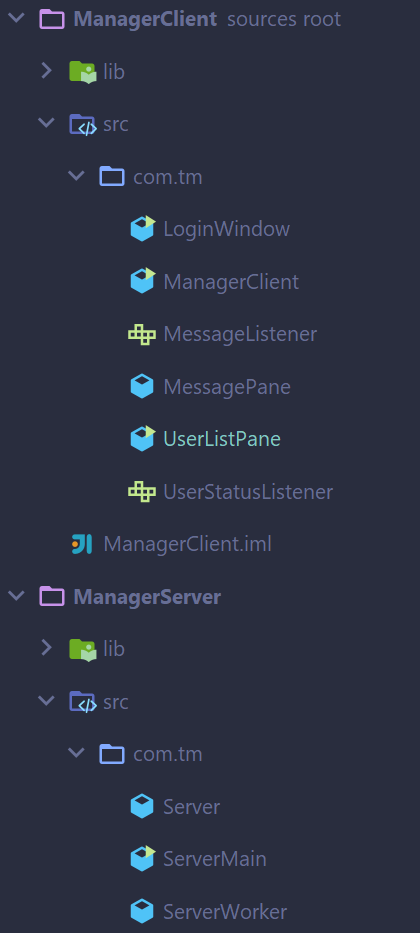 ManagerClient sources root
lib
src
com.tm
LoginWindow
ManagerClient
MessageListener
MessagePane
UserListPane
UserStatusListener
ManagerClient.iml
ManagerServer
lib
src
com.tm
Server
ServerMain
ServerWorker